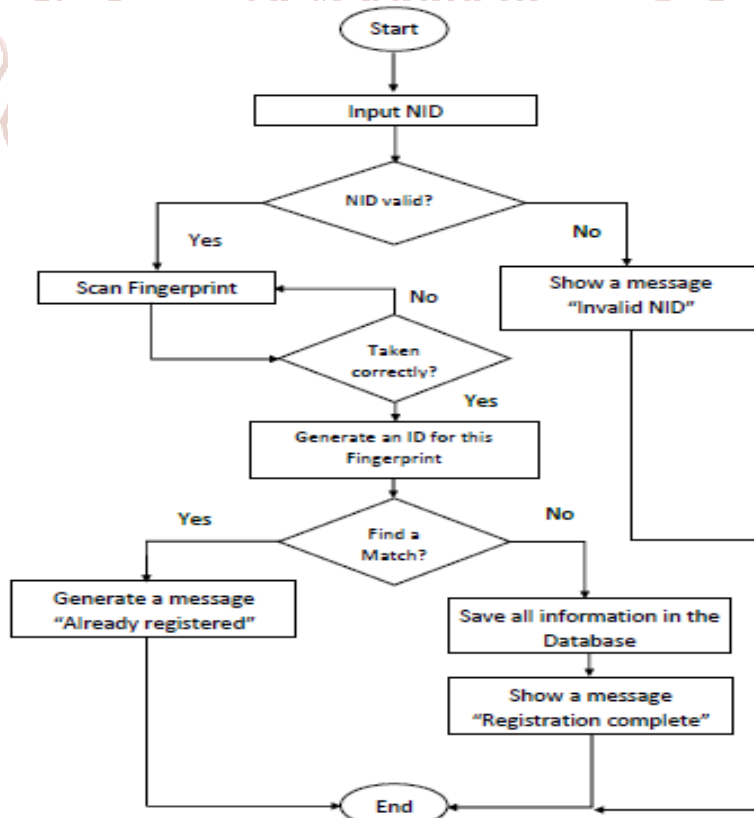 Start
Input NID
NID valid?
Yes
No
Scan Fingerprint
Show a message
“Invalid NID”
No
Taken
correctly?
Yes
Generate an ID for this
Fingerprint
Yes
No
Find a
Match?
Generate a message
“Already registered”
Save all information in the
Database
Show a message
“Registration complete”
End